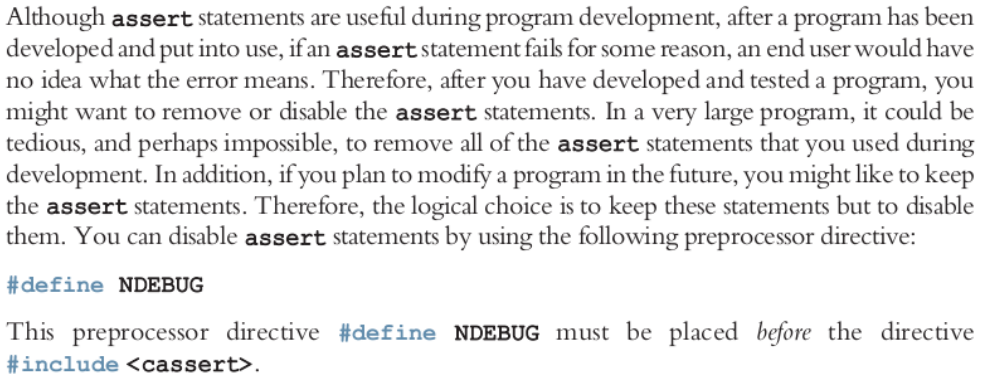 Although assert statements are useful during program development, after a program has been
developed and put into use, if an assert statement fails for some reason, an end user would have
no idea what the error means. Therefore, after you have developed and tested a program, you
might want to remove or disable the assert statements. In a very large program, it could be
tedious, and perhaps impossible, to remove all of the assert statements that you used during
development. In addition, if you plan to modify a program in the future, you might like to keep
the assert statements. Therefore, the logical choice is to keep these statements but to disable
them. You can disable assert statements by using the following preprocessor directive:
#define NDEBUG
This preprocessor directive #define NDEBUG must be placed before the directive
#include <cassert>.